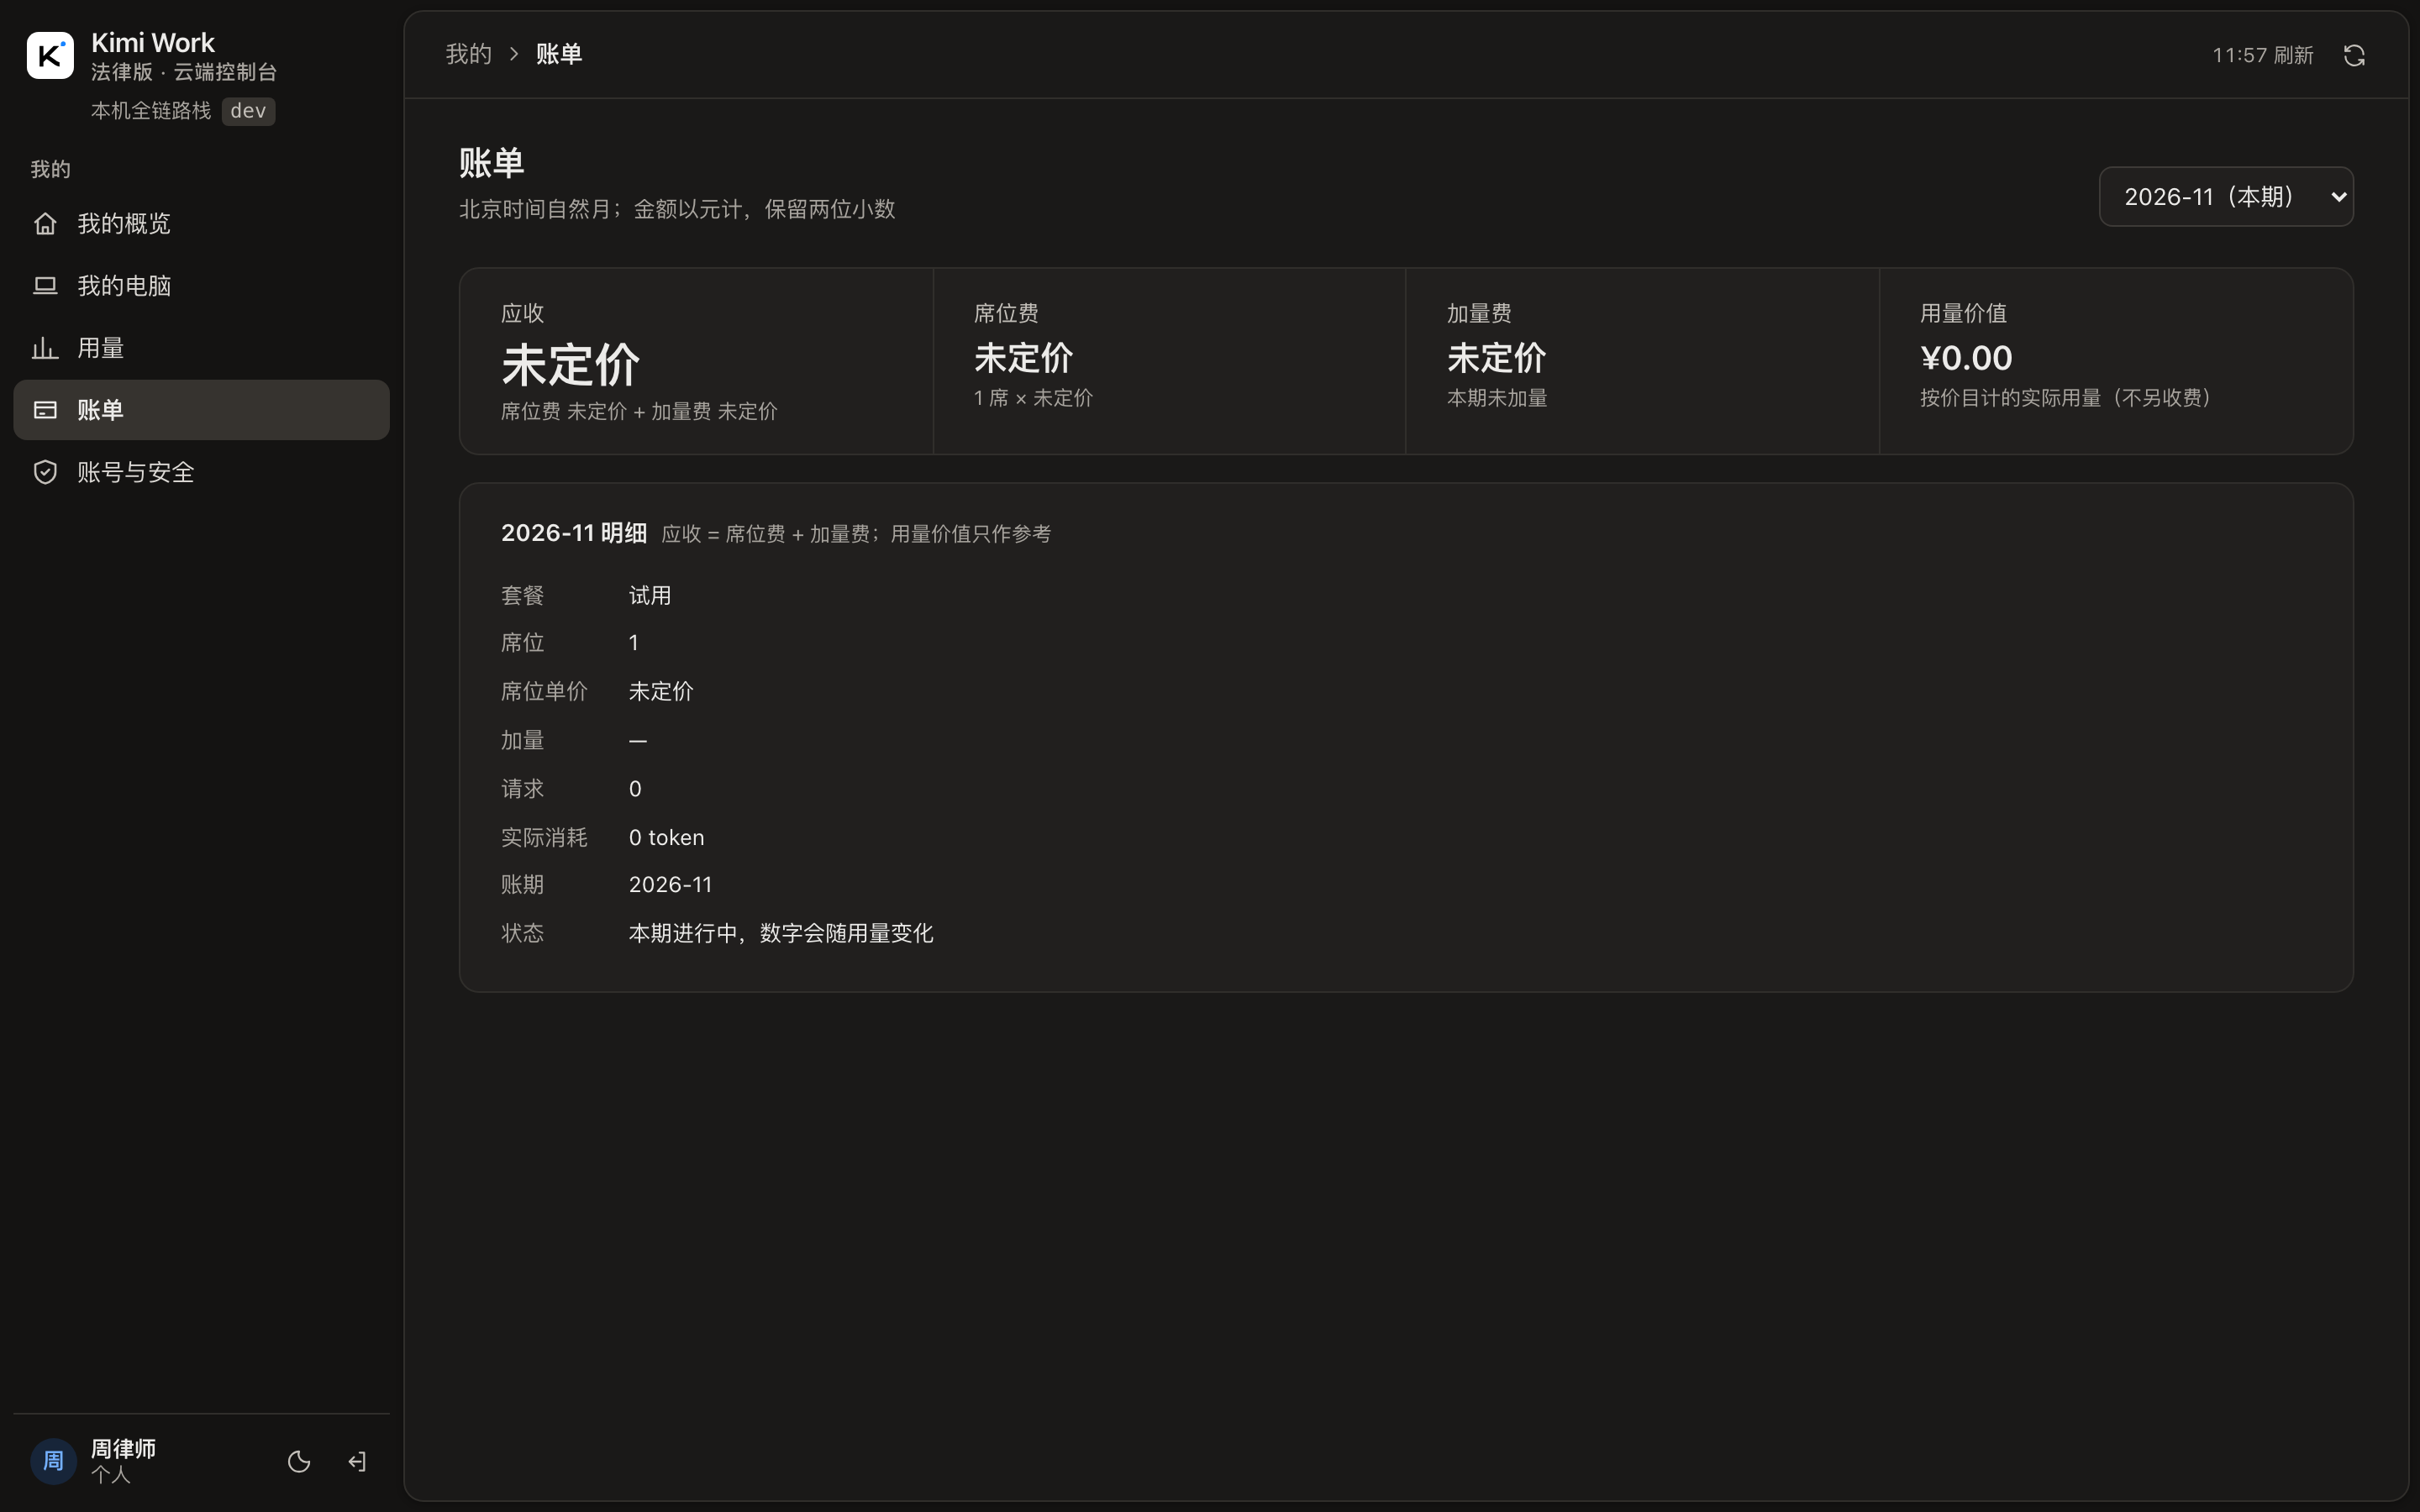 Kimi Work
法律版 · 云端控制台
本机全链路栈 dev
我的
我的概览
我的电脑
用量
账单
账号与安全
周
周律师
个人
我的 > 账单
11:57 刷新
账单
北京时间自然月；金额以元计，保留两位小数
2026-11（本期）
应收
未定价
席位费 未定价 + 加量费 未定价
席位费
未定价
1 席 × 未定价
加量费
未定价
本期未加量
用量价值
¥0.00
按价目计的实际用量（不另收费）
2026-11 明细 应收 = 席位费 + 加量费；用量价值只作参考
套餐 试用
席位 1
席位单价 未定价
加量 —
请求 0
实际消耗 0 token
账期 2026-11
状态 本期进行中，数字会随用量变化